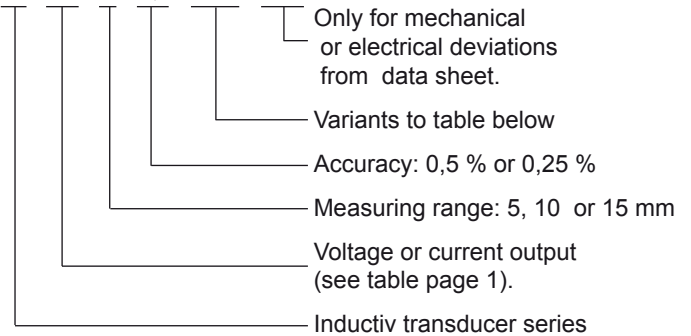 Only for mechanical
or electrical deviations
from data sheet.
Variants to table below
Accuracy: 0,5 % or 0,25 %
Measuring range: 5, 10 or 15 mm
Voltage or current output
(see table page 1).
Inductiv transducer series